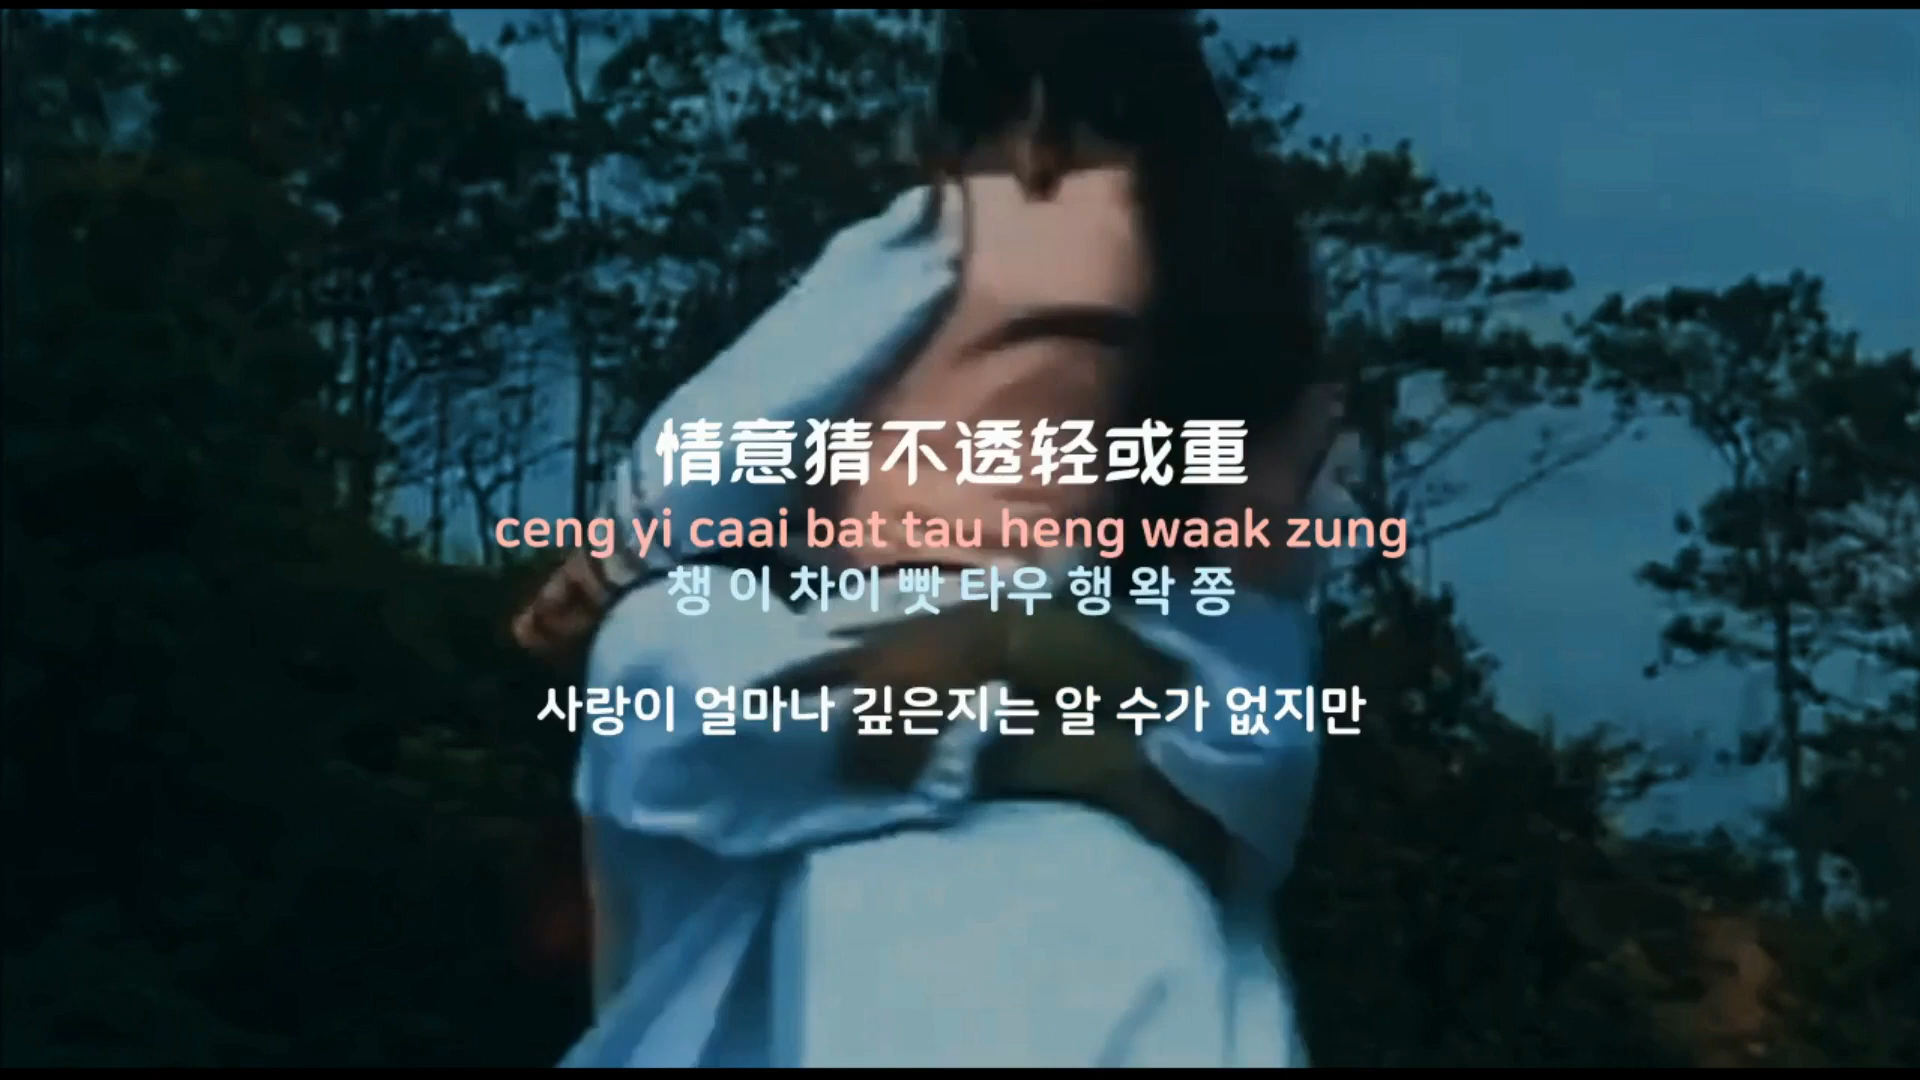 情意猜不透轻或重
ceng yi caai bat tau heng waak zung
챙 이 차이 빳 타우 행 왁 쫑
사랑이 얼마나 깊은지는 알 수가 없지만